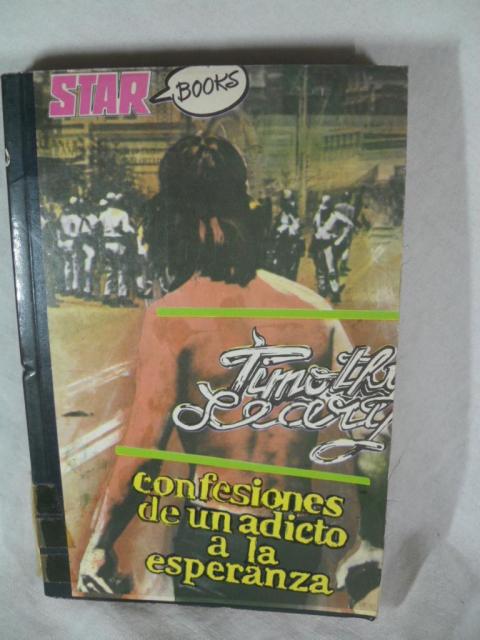 STAR BOOKS
Timothy
Leary
confesiones
de un adicto
a la
esperanza